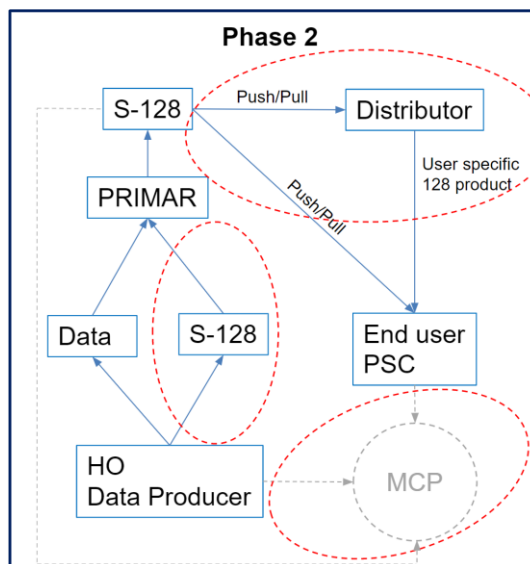 Phase 2
S-128
Push/Pull
Distributor
User specific
128 product
Push/Pull
PRIMAR
Data
S-128
End user
PSC
HO
Data Producer
MCP